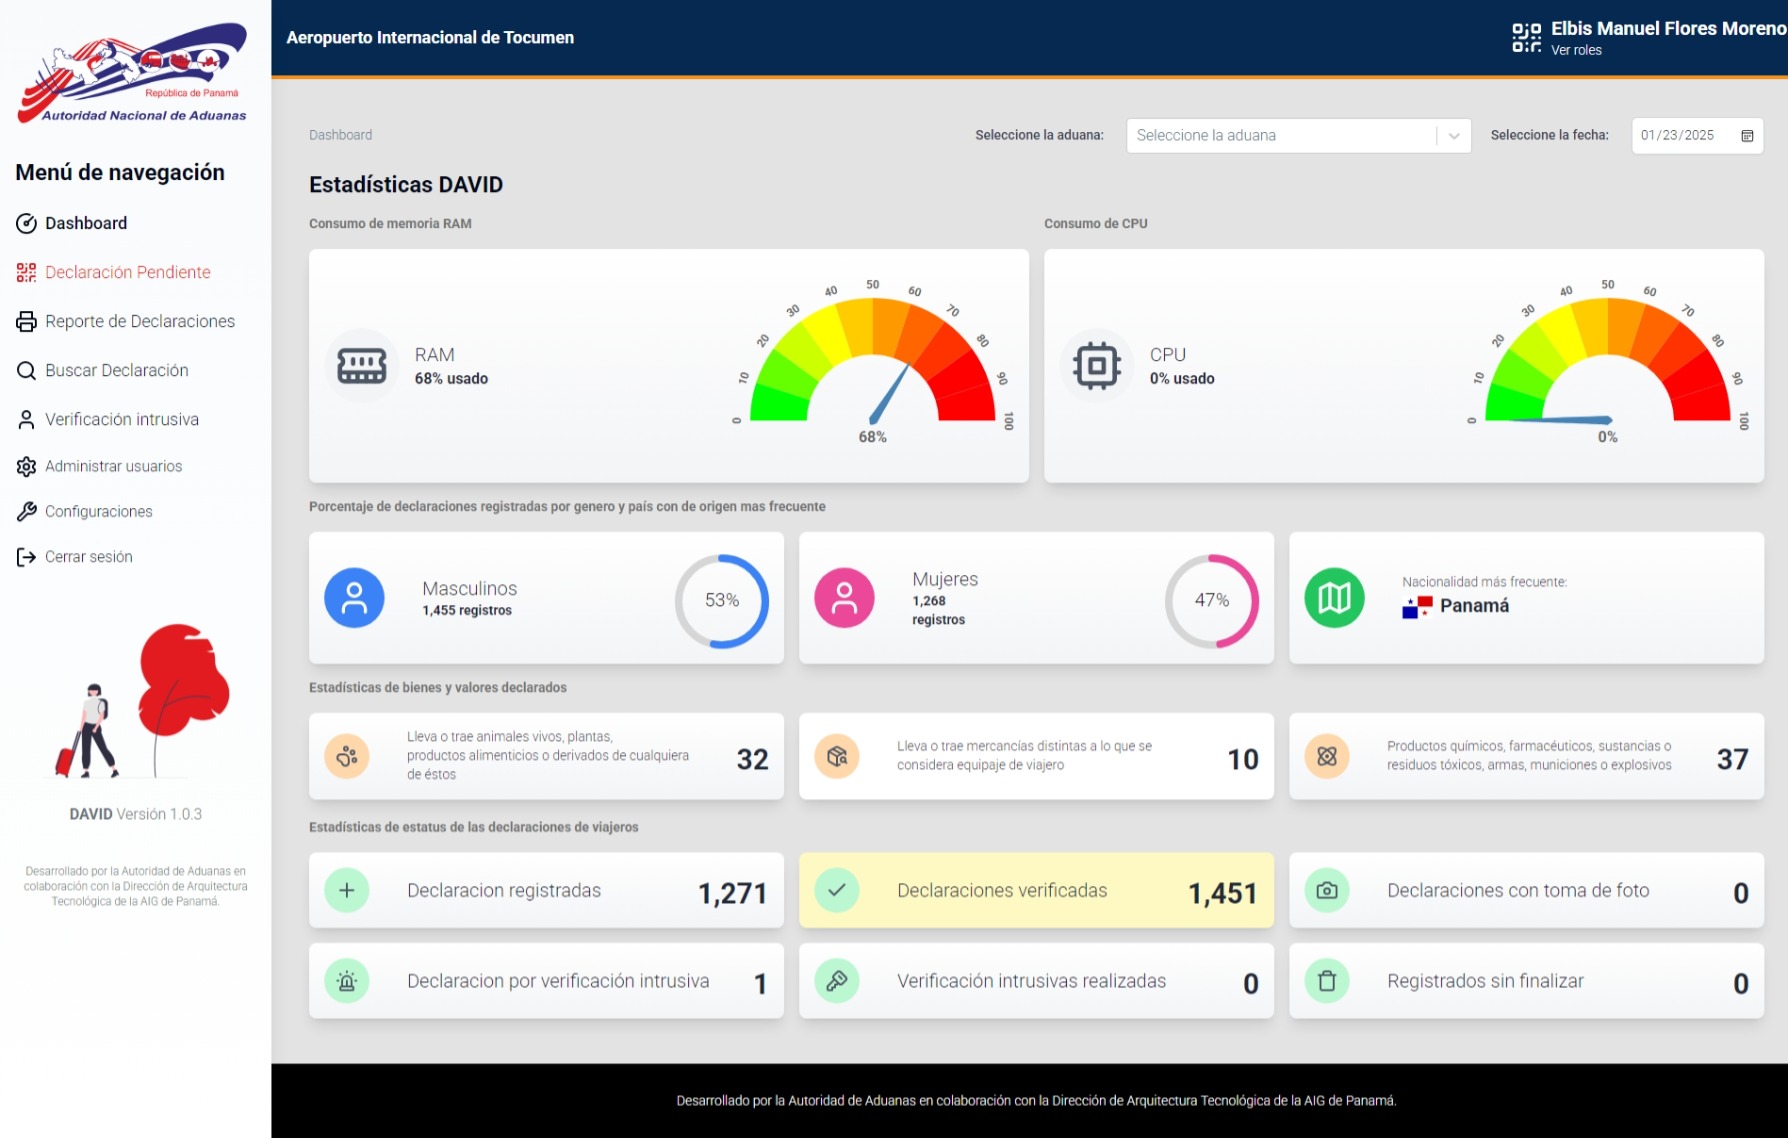 República de Panamá
Autoridad Nacional de Aduanas
Menú de navegación
Dashboard
Declaración Pendiente
Reporte de Declaraciones
Buscar Declaración
Verificación intrusiva
Administrar usuarios
Configuraciones
Cerrar sesión
DAVID Versión 1.0.3
Desarrollado por la Autoridad de Aduanas en
colaboración con la Dirección de Arquitectura
Tecnológica de la AIG de Panamá.
Aeropuerto Internacional de Tocumen
Elbis Manuel Flores Moreno
Ver roles
Dashboard
Seleccione la aduana:
Seleccione la aduana
Seleccione la fecha:
01/23/2025
Estadísticas DAVID
Consumo de memoria RAM
RAM
68% usado
0
10
20
30
40
50
60
70
80
90
100
68%
Consumo de CPU
CPU
0% usado
0
10
20
30
40
50
60
70
80
90
100
0%
Porcentaje de declaraciones registradas por genero y país con de origen mas frecuente
Masculinos
1,455 registros
53%
Mujeres
1,268
registros
47%
Nacionalidad más frecuente:
Panamá
Estadísticas de bienes y valores declarados
Lleva o trae animales vivos, plantas,
productos alimenticios o derivados de cualquiera
de éstos
32
Lleva o trae mercancías distintas a lo que se
considera equipaje de viajero
10
Productos químicos, farmacéuticos, sustancias o
residuos tóxicos, armas, municiones o explosivos
37
Estadísticas de estatus de las declaraciones de viajeros
Declaracion registradas
1,271
Declaraciones verificadas
1,451
Declaraciones con toma de foto
0
Declaracion por verificación intrusiva
1
Verificación intrusivas realizadas
0
Registrados sin finalizar
0
Desarrollado por la Autoridad de Aduanas en colaboración con la Dirección de Arquitectura Tecnológica de la AIG de Panamá.